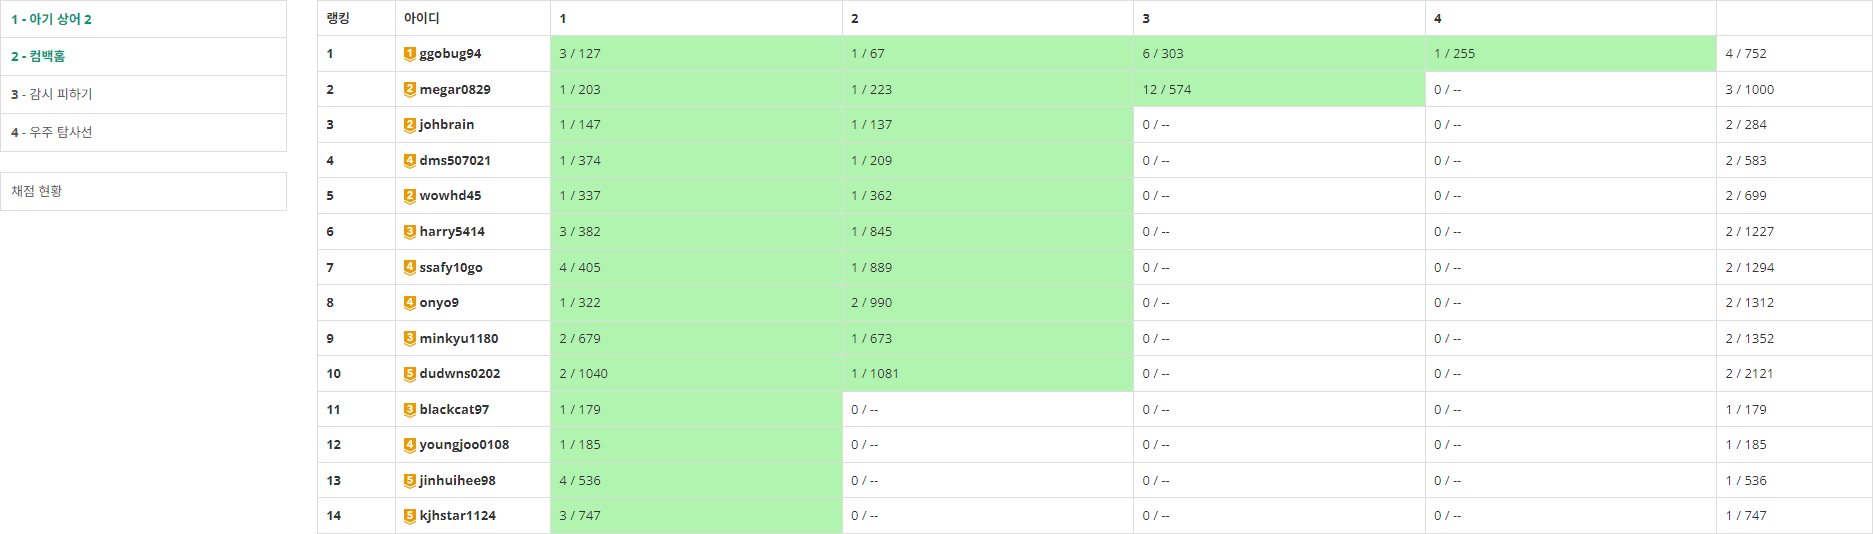 1 - 아기 상어 2
2 - 컴백홈
3 - 감시 피하기
4 - 우주 탐사선
채점 현황
랭킹 아이디 1 2 3 4
1 1 ggobug94 3 / 127 1 / 67 6 / 303 1 / 255 4 / 752
2 2 megar0829 1 / 203 1 / 223 12 / 574 0 / -- 3 / 1000
3 2 johbrain 1 / 147 1 / 137 0 / -- 0 / -- 2 / 284
4 4 dms507021 1 / 374 1 / 209 0 / -- 0 / -- 2 / 583
5 2 wowhd45 1 / 337 1 / 362 0 / -- 0 / -- 2 / 699
6 3 harry5414 3 / 382 1 / 845 0 / -- 0 / -- 2 / 1227
7 4 ssafy10go 4 / 405 1 / 889 0 / -- 0 / -- 2 / 1294
8 4 onyo9 1 / 322 2 / 990 0 / -- 0 / -- 2 / 1312
9 3 minkyu1180 2 / 679 1 / 673 0 / -- 0 / -- 2 / 1352
10 5 dudwns0202 2 / 1040 1 / 1081 0 / -- 0 / -- 2 / 2121
11 3 blackcat97 1 / 179 0 / -- 0 / -- 0 / -- 1 / 179
12 4 youngjoo0108 1 / 185 0 / -- 0 / -- 0 / -- 1 / 185
13 5 jinhuihee98 4 / 536 0 / -- 0 / -- 0 / -- 1 / 536
14 5 kjhstar1124 3 / 747 0 / -- 0 / -- 0 / -- 1 / 747